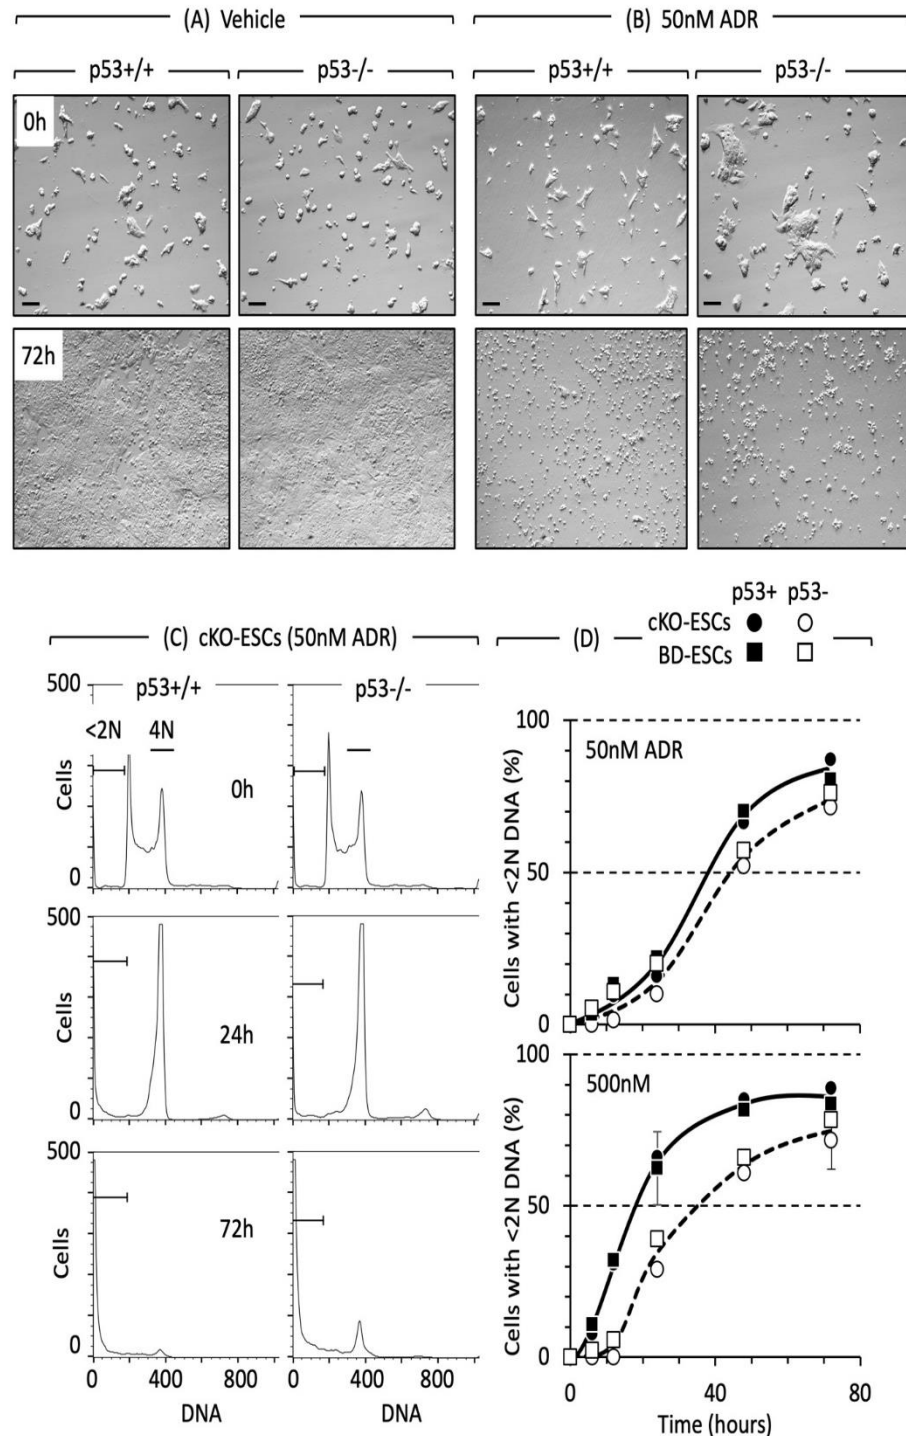 (A) Vehicle
(B) 50nM ADR
p53+/+
p53-/-
p53+/+
p53-/-
0h
72h
p53+ p53-
cKO-ESCs
BD-ESCs
(C) cKO-ESCs (50nM ADR)
(D)
p53+/+
p53-/-
500
<2N
4N
Cells
0h
0
500
Cells
24h
0
500
Cells
72h
0
0 400 800
0 400 800
DNA
DNA
100
50nM ADR
Cells with <2N DNA (%)
50
0
100
500nM
Cells with <2N DNA (%)
50
0
0 40 80
Time (hours)